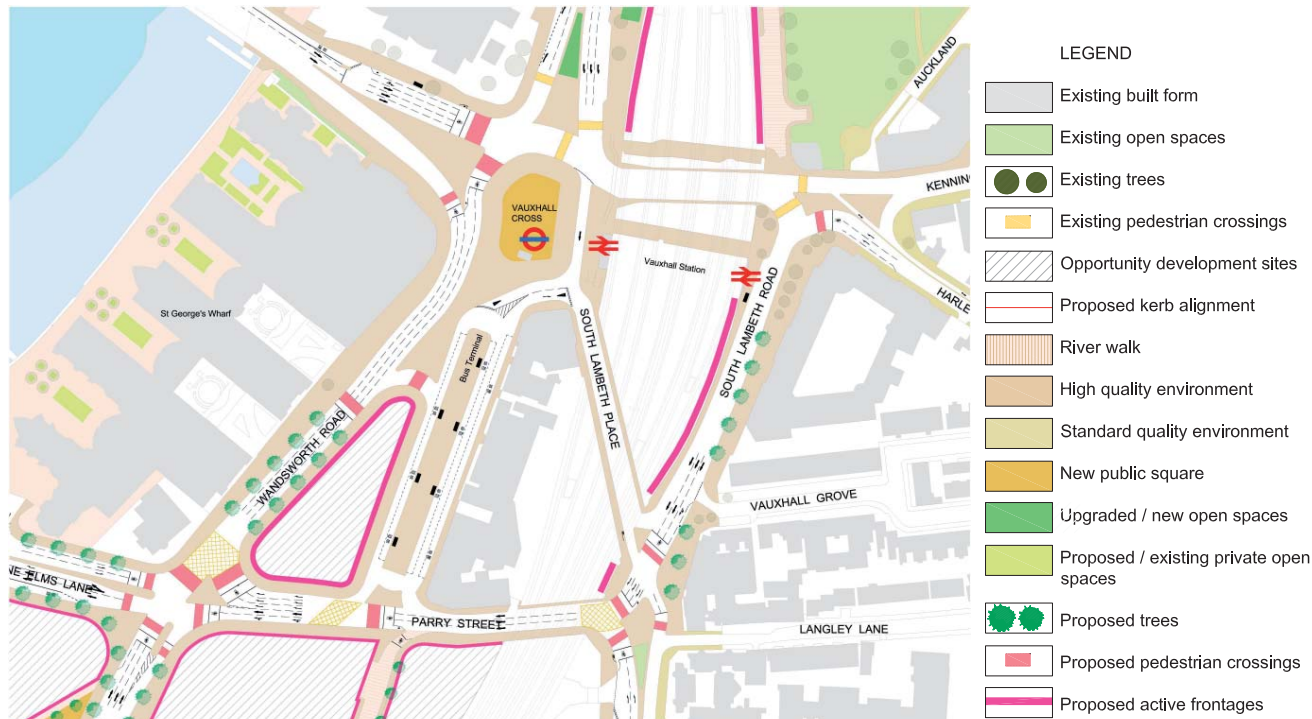 AUCKLAND
VAUXHALL
CROSS
KENNING
Vauxhall Station
HARLE
St George's Wharf
SOUTH LAMBETH ROAD
Bus Terminal
SOUTH LAMBETH PLACE
WANDSWORTH ROAD
VAUXHALL GROVE
NE ELMS LANE
PARRY STREET
LANGLEY LANE
LEGEND
Existing built form
Existing open spaces
Existing trees
Existing pedestrian crossings
Opportunity development sites
Proposed kerb alignment
River walk
High quality environment
Standard quality environment
New public square
Upgraded / new open spaces
Proposed / existing private open
spaces
Proposed trees
Proposed pedestrian crossings
Proposed active frontages